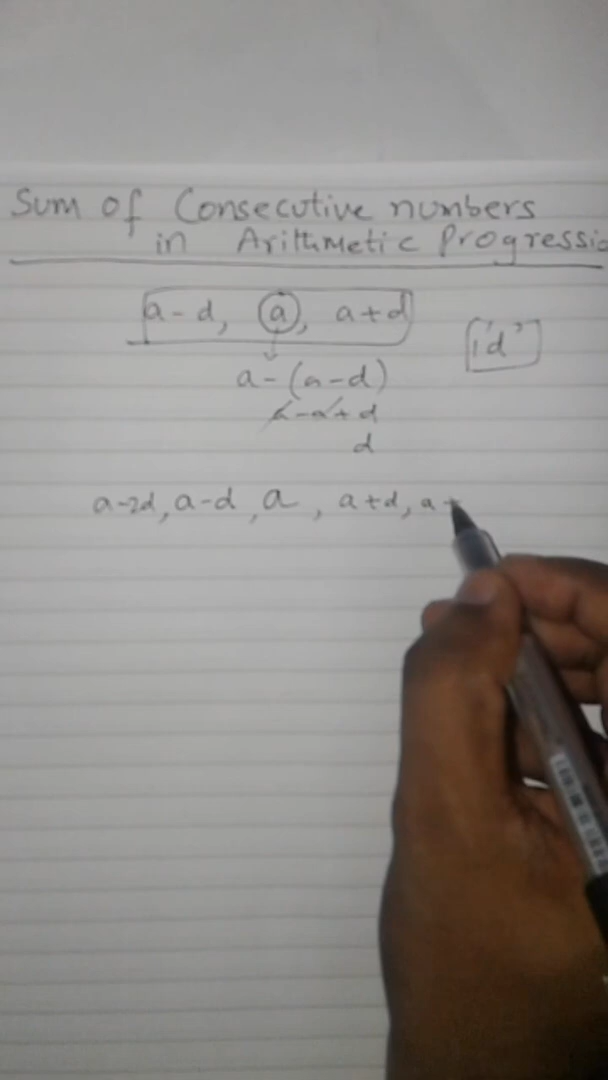 Sum of Consecutive numbers
in Arithmetic Progressio
a-d, a, a+d
'd'
a-(a-d)
a-a+d
d
a-2d, a-d, a, a+d, a+